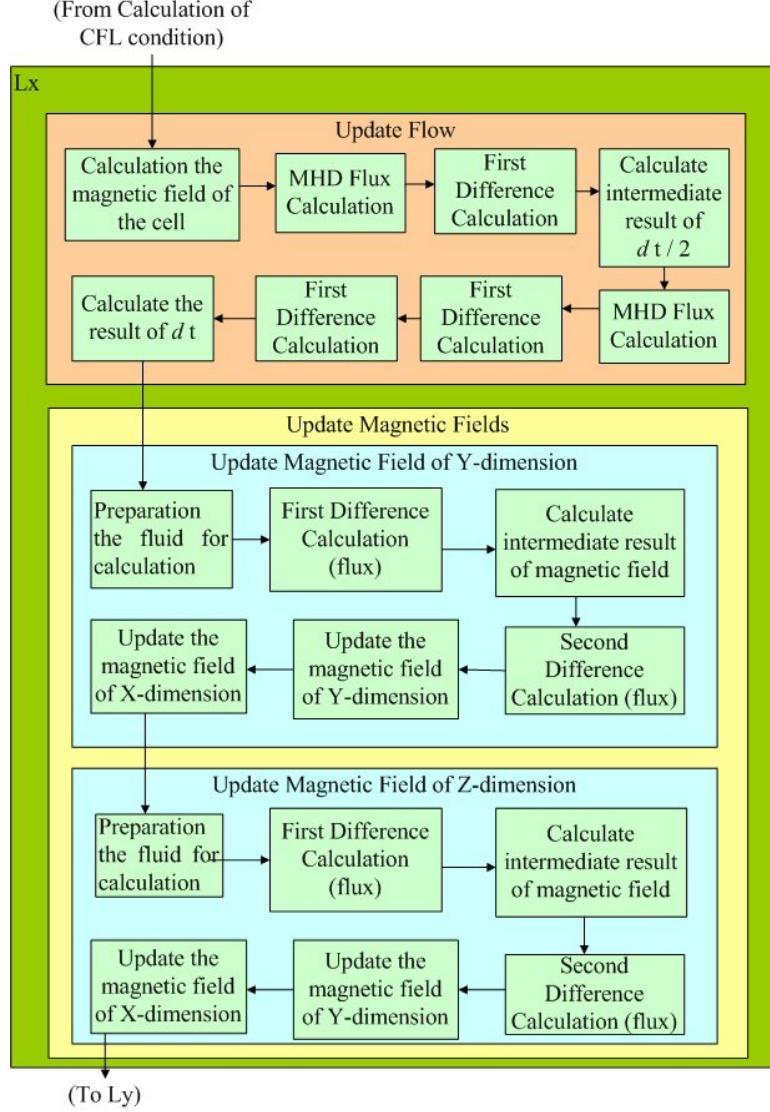 (From Calculation of
CFL condition)
Lx
Update Flow
Calculation the
magnetic field of
the cell
MHD Flux
Calculation
First
Difference
Calculation
Calculate
intermediate
result of
d t / 2
Calculate the
result of d t
First
Difference
Calculation
First
Difference
Calculation
MHD Flux
Calculation
Update Magnetic Fields
Update Magnetic Field of Y-dimension
Preparation
the fluid for
calculation
First Difference
Calculation
(flux)
Calculate
intermediate result
of magnetic field
Update the
magnetic field
of X-dimension
Update the
magnetic field
of Y-dimension
Second
Difference
Calculation (flux)
Update Magnetic Field of Z-dimension
Preparation
the fluid for
calculation
First Difference
Calculation
(flux)
Calculate
intermediate result
of magnetic field
Update the
magnetic field
of X-dimension
Update the
magnetic field
of Y-dimension
Second
Difference
Calculation (flux)
(To Ly)